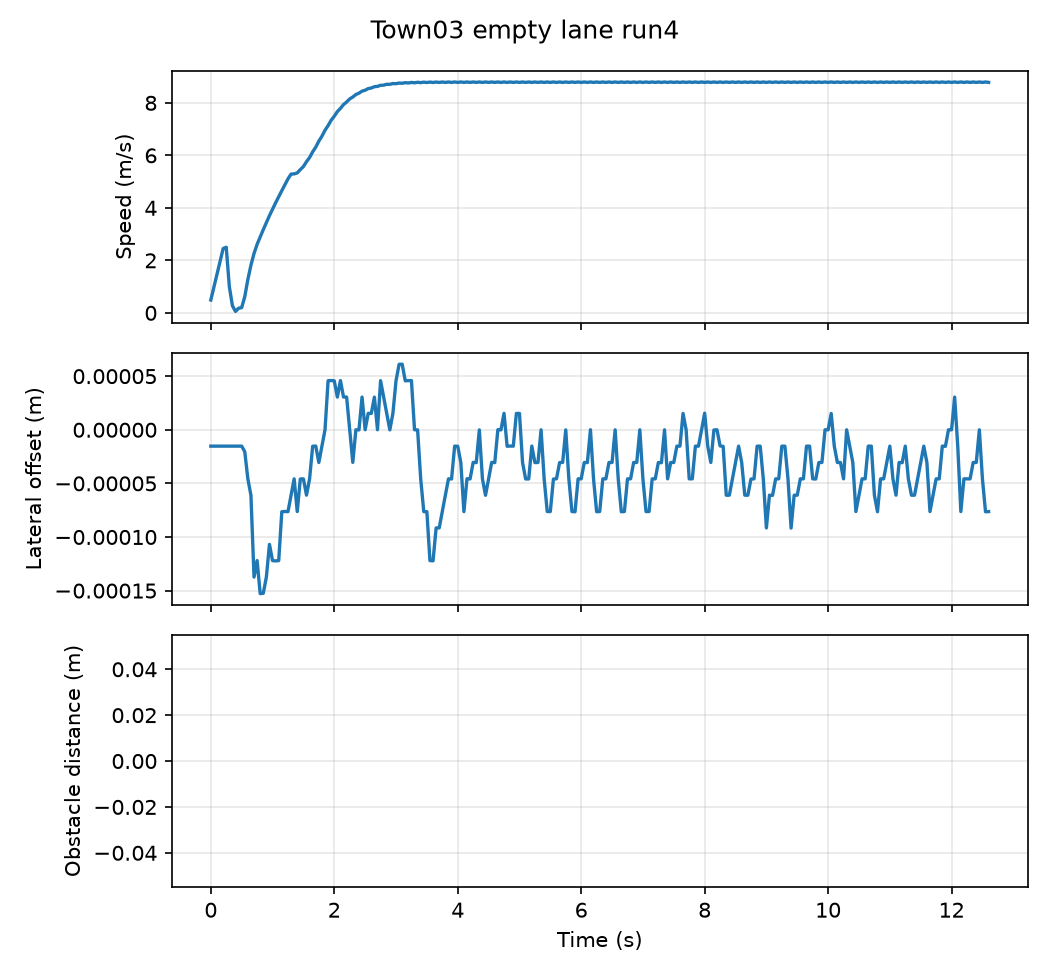 Town03 empty lane run4
Speed (m/s)
8
6
4
2
0
Lateral offset (m)
0.00005
0.00000
−0.00005
−0.00010
−0.00015
Obstacle distance (m)
0.04
0.02
0.00
−0.02
−0.04
0 2 4 6 8 10 12
Time (s)